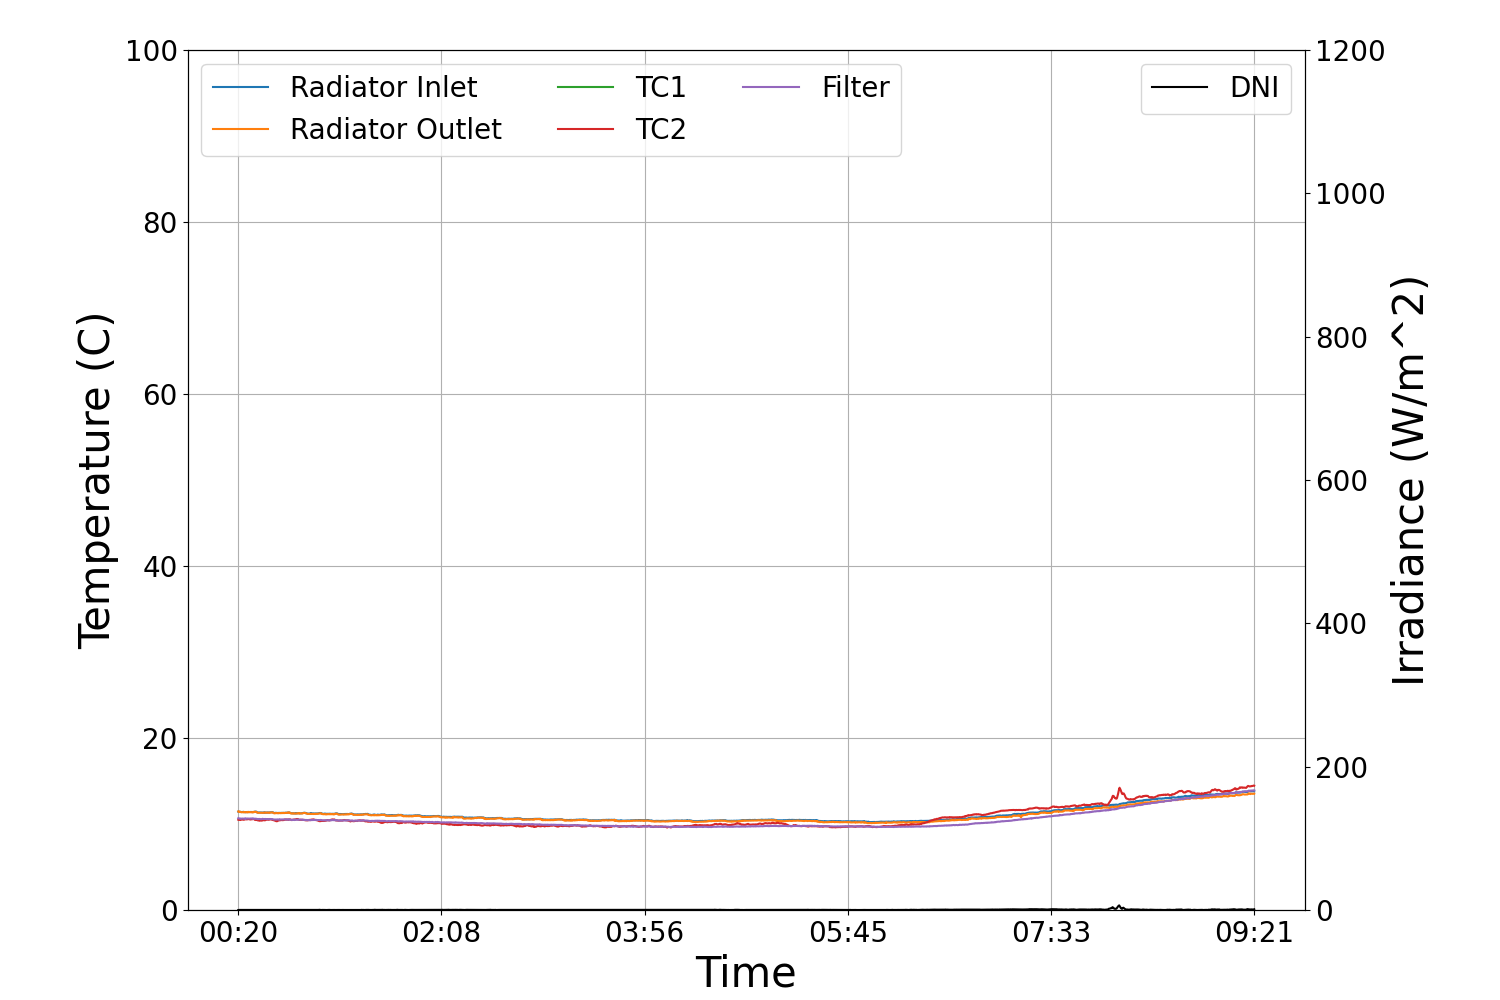 Radiator Inlet
Radiator Outlet
TC1
TC2
Filter
DNI
100
80
60
40
20
0
Temperature (C)
1200
1000
800
600
400
200
0
Irradiance (W/m^2)
00:20 02:08 03:56 05:45 07:33 09:21
Time